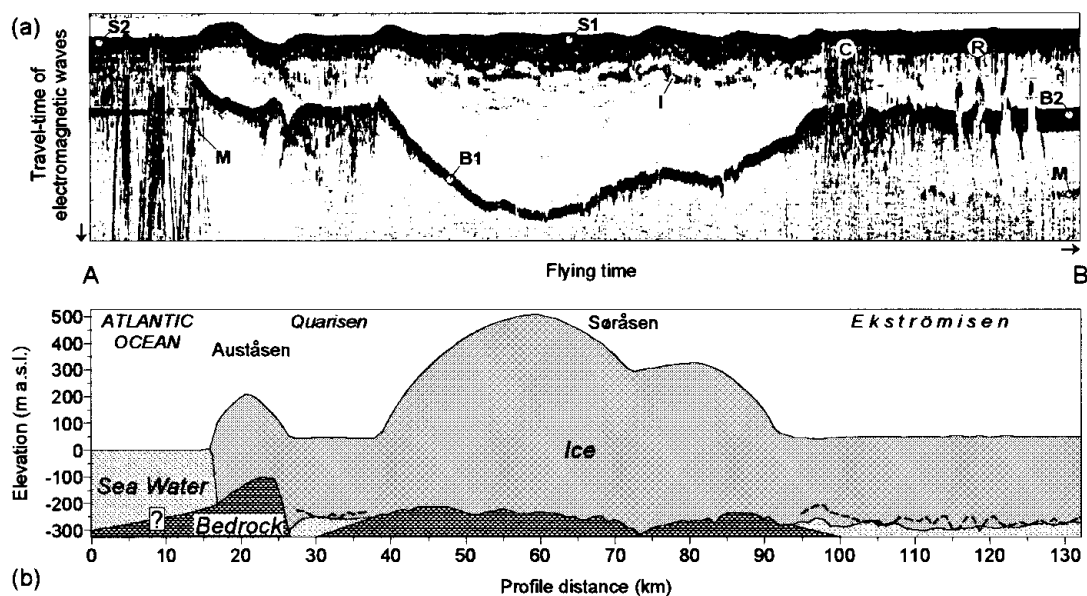 (a)
S2
S1
C
R
I
B2
M
B1
M
Travel-time of
electromagnetic waves
Flying time
A
B
500
400
300
200
100
0
-100
-200
-300
Elevation (m a.s.l.)
ATLANTIC
OCEAN
Quarisen
Søråsen
Ekströmisen
Auståsen
Ice
Sea Water
?
Bedrock
0 10 20 30 40 50 60 70 80 90 100 110 120 130
(b)
Profile distance (km)